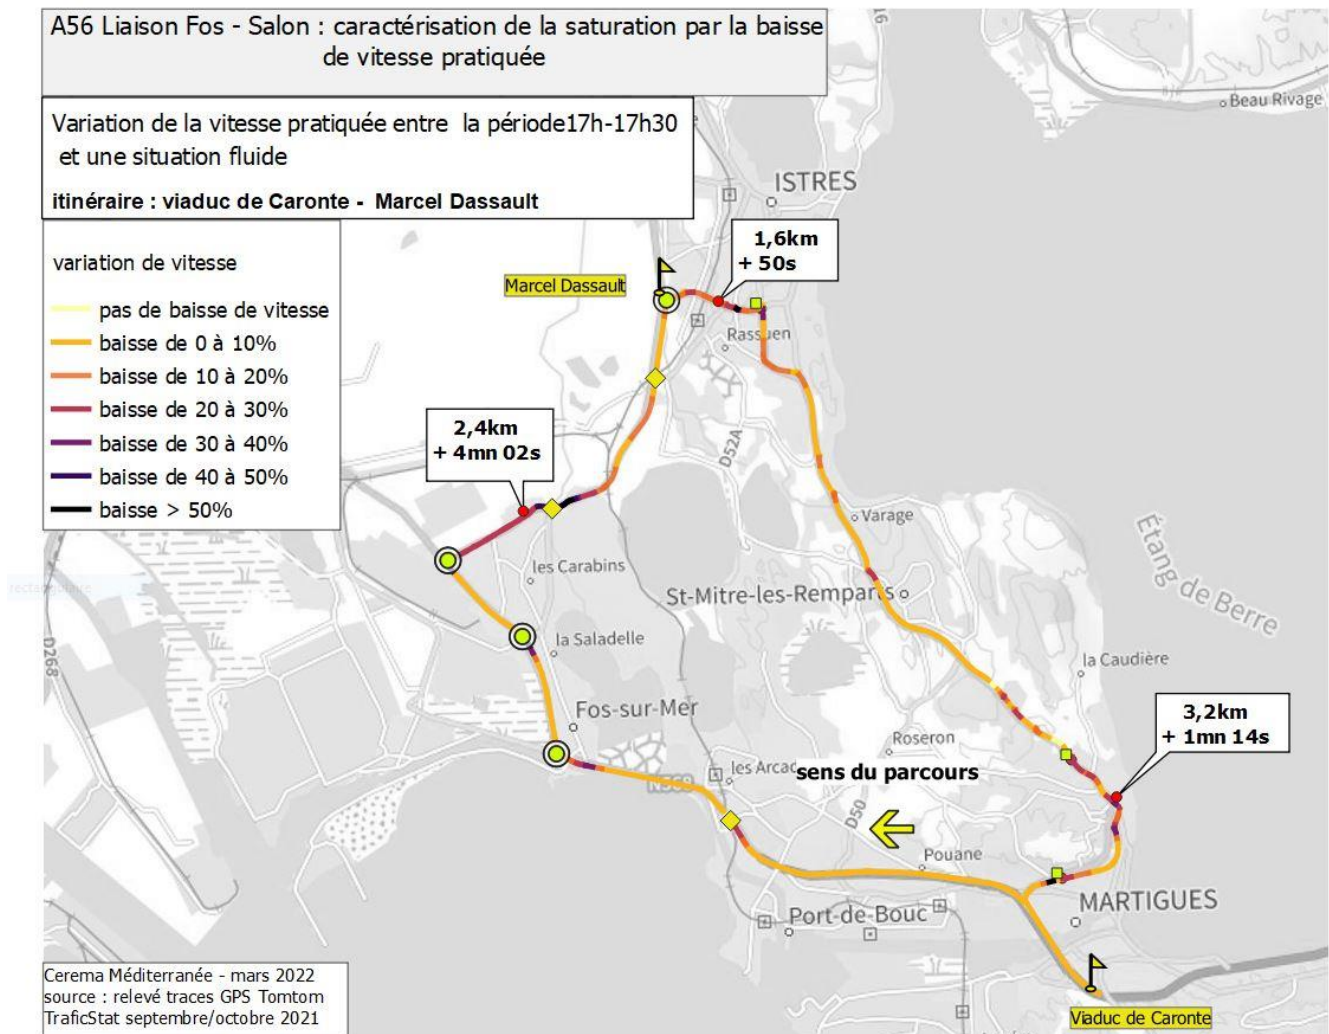 A56 Liaison Fos - Salon : caractérisation de la saturation par la baisse
de vitesse pratiquée
Variation de la vitesse pratiquée entre la période17h-17h30
et une situation fluide
itinéraire : viaduc de Caronte - Marcel Dassault
variation de vitesse
pas de baisse de vitesse
baisse de 0 à 10%
baisse de 10 à 20%
baisse de 20 à 30%
baisse de 30 à 40%
baisse de 40 à 50%
baisse > 50%
16
Beau Rivage
ISTRES
1,6km
+ 50s
Marcel Dassault
Rassuen
2,4km
+ 4mn 02s
D52A
Varage
Étang de Berre
les Carabins
St-Mitre-les-Remparts
la Saladelle
D268
la Caudière
Fos-sur-Mer
3,2km
+ 1mn 14s
Roseron
les Arcad
sens du parcours
N568
D50
Pouane
MARTIGUES
Port-de-Bouc
Viaduc de Caronte
Cerema Méditerranée - mars 2022
source : relevé traces GPS Tomtom
TraficStat septembre/octobre 2021